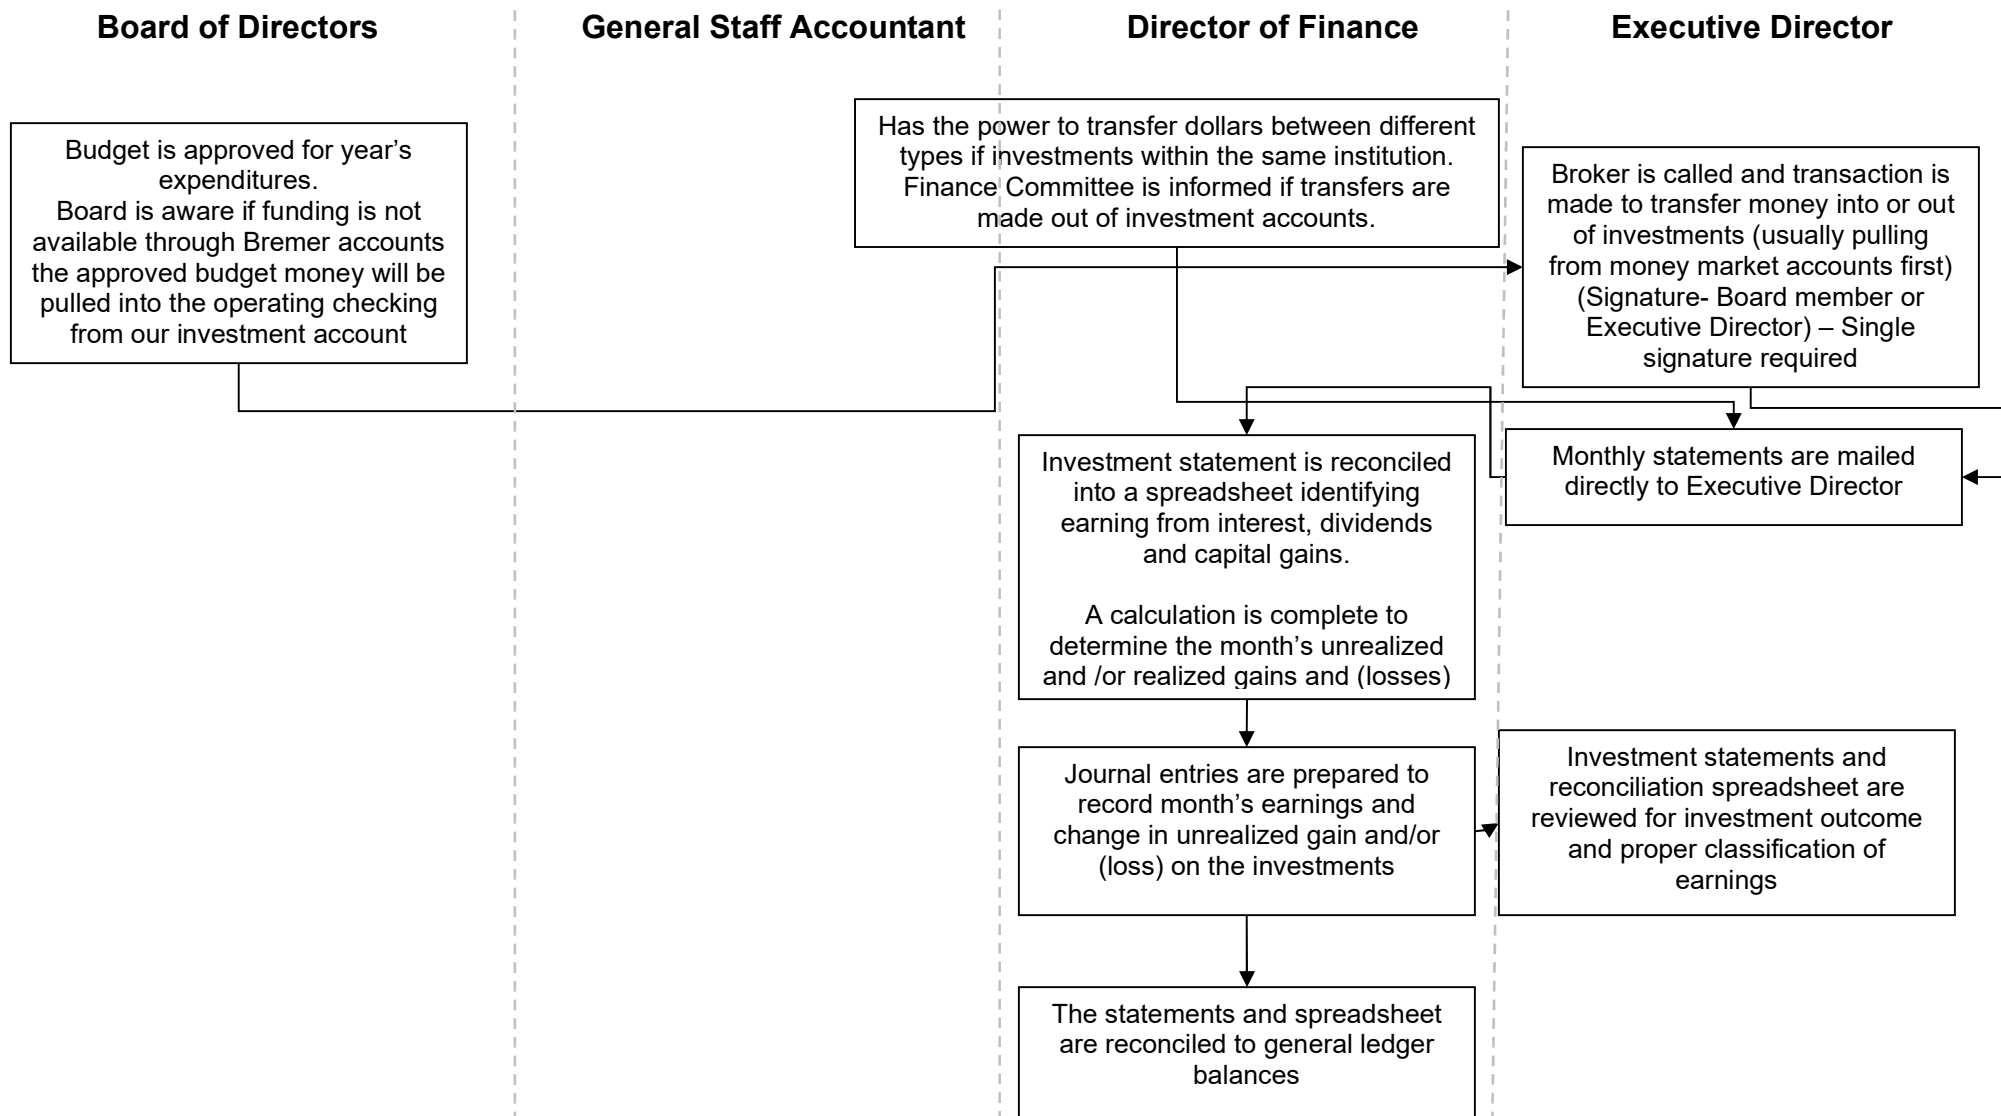 Board of Directors
General Staff Accountant
Director of Finance
Executive Director
Budget is approved for year’s
expenditures.
Board is aware if funding is not
available through Bremer accounts
the approved budget money will be
pulled into the operating checking
from our investment account
Has the power to transfer dollars between different
types if investments within the same institution.
Finance Committee is informed if transfers are
made out of investment accounts.
Broker is called and transaction is
made to transfer money into or out
of investments (usually pulling
from money market accounts first)
(Signature- Board member or
Executive Director) – Single
signature required
Monthly statements are mailed
directly to Executive Director
Investment statement is reconciled
into a spreadsheet identifying
earning from interest, dividends
and capital gains.
A calculation is complete to
determine the month’s unrealized
and /or realized gains and (losses)
Journal entries are prepared to
record month’s earnings and
change in unrealized gain and/or
(loss) on the investments
Investment statements and
reconciliation spreadsheet are
reviewed for investment outcome
and proper classification of
earnings
The statements and spreadsheet
are reconciled to general ledger
balances